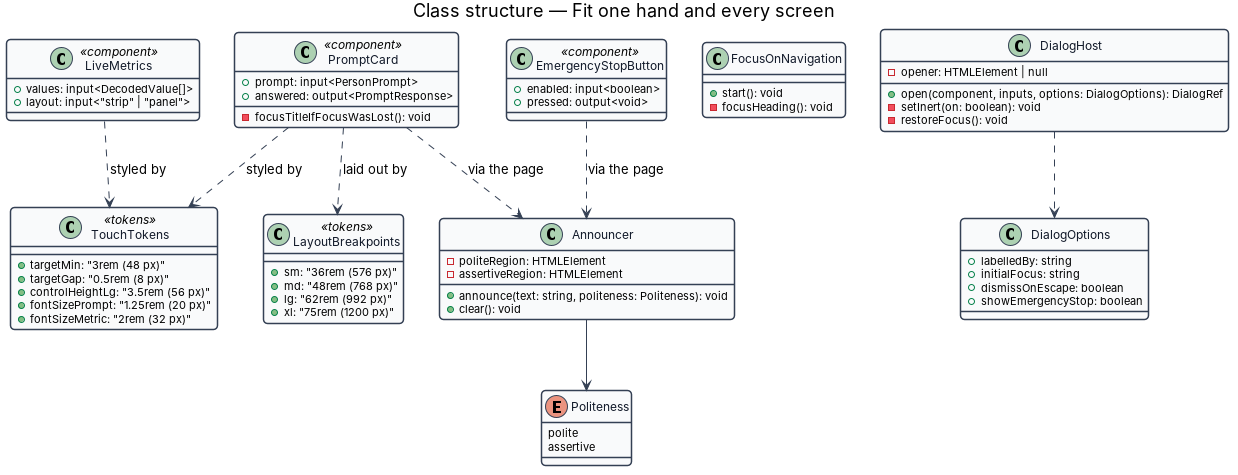 Class structure — Fit one hand and every screen
C
«component»
LiveMetrics
values: input<DecodedValue[]>
layout: input<"strip" | "panel">
C
«component»
PromptCard
prompt: input<PersonPrompt>
answered: output<PromptResponse>
focusTitleIfFocusWasLost(): void
C
«component»
EmergencyStopButton
enabled: input<boolean>
pressed: output<void>
C
FocusOnNavigation
start(): void
focusHeading(): void
C
DialogHost
opener: HTMLElement | null
open(component, inputs, options: DialogOptions): DialogRef
setInert(on: boolean): void
restoreFocus(): void
styled by
styled by
laid out by
via the page
via the page
C
«tokens»
TouchTokens
targetMin: "3rem (48 px)"
targetGap: "0.5rem (8 px)"
controlHeightLg: "3.5rem (56 px)"
fontSizePrompt: "1.25rem (20 px)"
fontSizeMetric: "2rem (32 px)"
C
«tokens»
LayoutBreakpoints
sm: "36rem (576 px)"
md: "48rem (768 px)"
lg: "62rem (992 px)"
xl: "75rem (1200 px)"
C
Announcer
politeRegion: HTMLElement
assertiveRegion: HTMLElement
announce(text: string, politeness: Politeness): void
clear(): void
C
DialogOptions
labelledBy: string
initialFocus: string
dismissOnEscape: boolean
showEmergencyStop: boolean
E
Politeness
polite
assertive